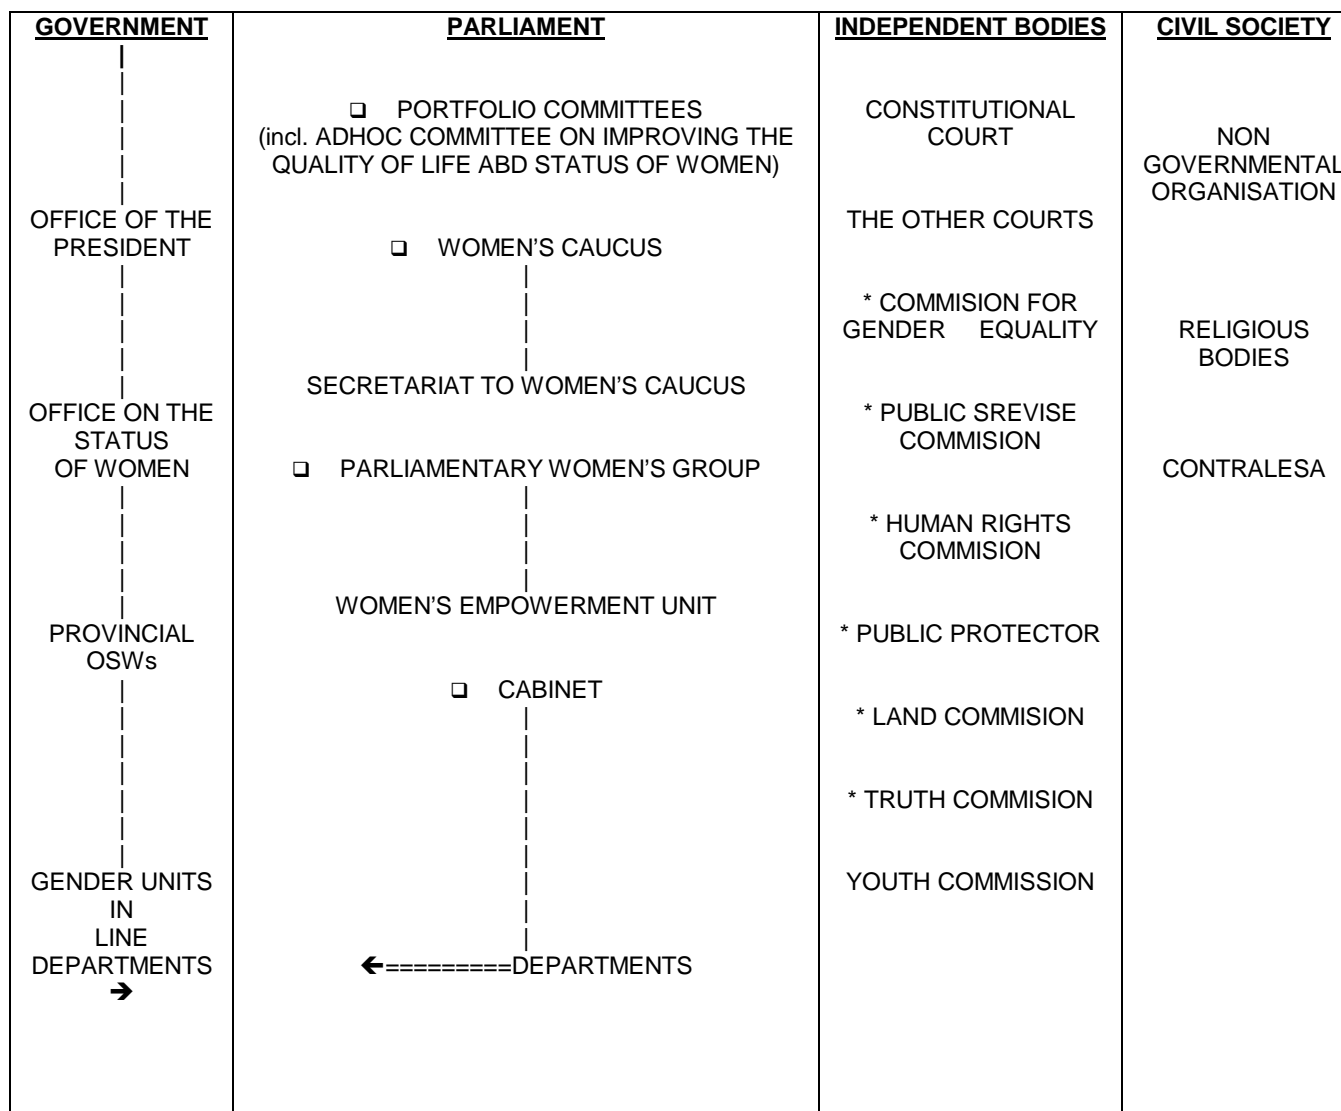 GOVERNMENT
OFFICE OF THE
PRESIDENT
OFFICE ON THE
STATUS
OF WOMEN
PROVINCIAL
OSWs
GENDER UNITS
IN
LINE
DEPARTMENTS
→
PARLIAMENT
❑ PORTFOLIO COMMITTEES
(incl. ADHOC COMMITTEE ON IMPROVING THE
QUALITY OF LIFE ABD STATUS OF WOMEN)
❑ WOMEN’S CAUCUS
SECRETARIAT TO WOMEN’S CAUCUS
❑ PARLIAMENTARY WOMEN’S GROUP
WOMEN’S EMPOWERMENT UNIT
❑ CABINET
←=========DEPARTMENTS
INDEPENDENT BODIES
CONSTITUTIONAL
COURT
THE OTHER COURTS
* COMMISION FOR
GENDER EQUALITY
* PUBLIC SREVISE
COMMISION
* HUMAN RIGHTS
COMMISION
* PUBLIC PROTECTOR
* LAND COMMISION
* TRUTH COMMISION
YOUTH COMMISSION
CIVIL SOCIETY
NON
GOVERNMENTAL
ORGANISATION
RELIGIOUS
BODIES
CONTRALESA